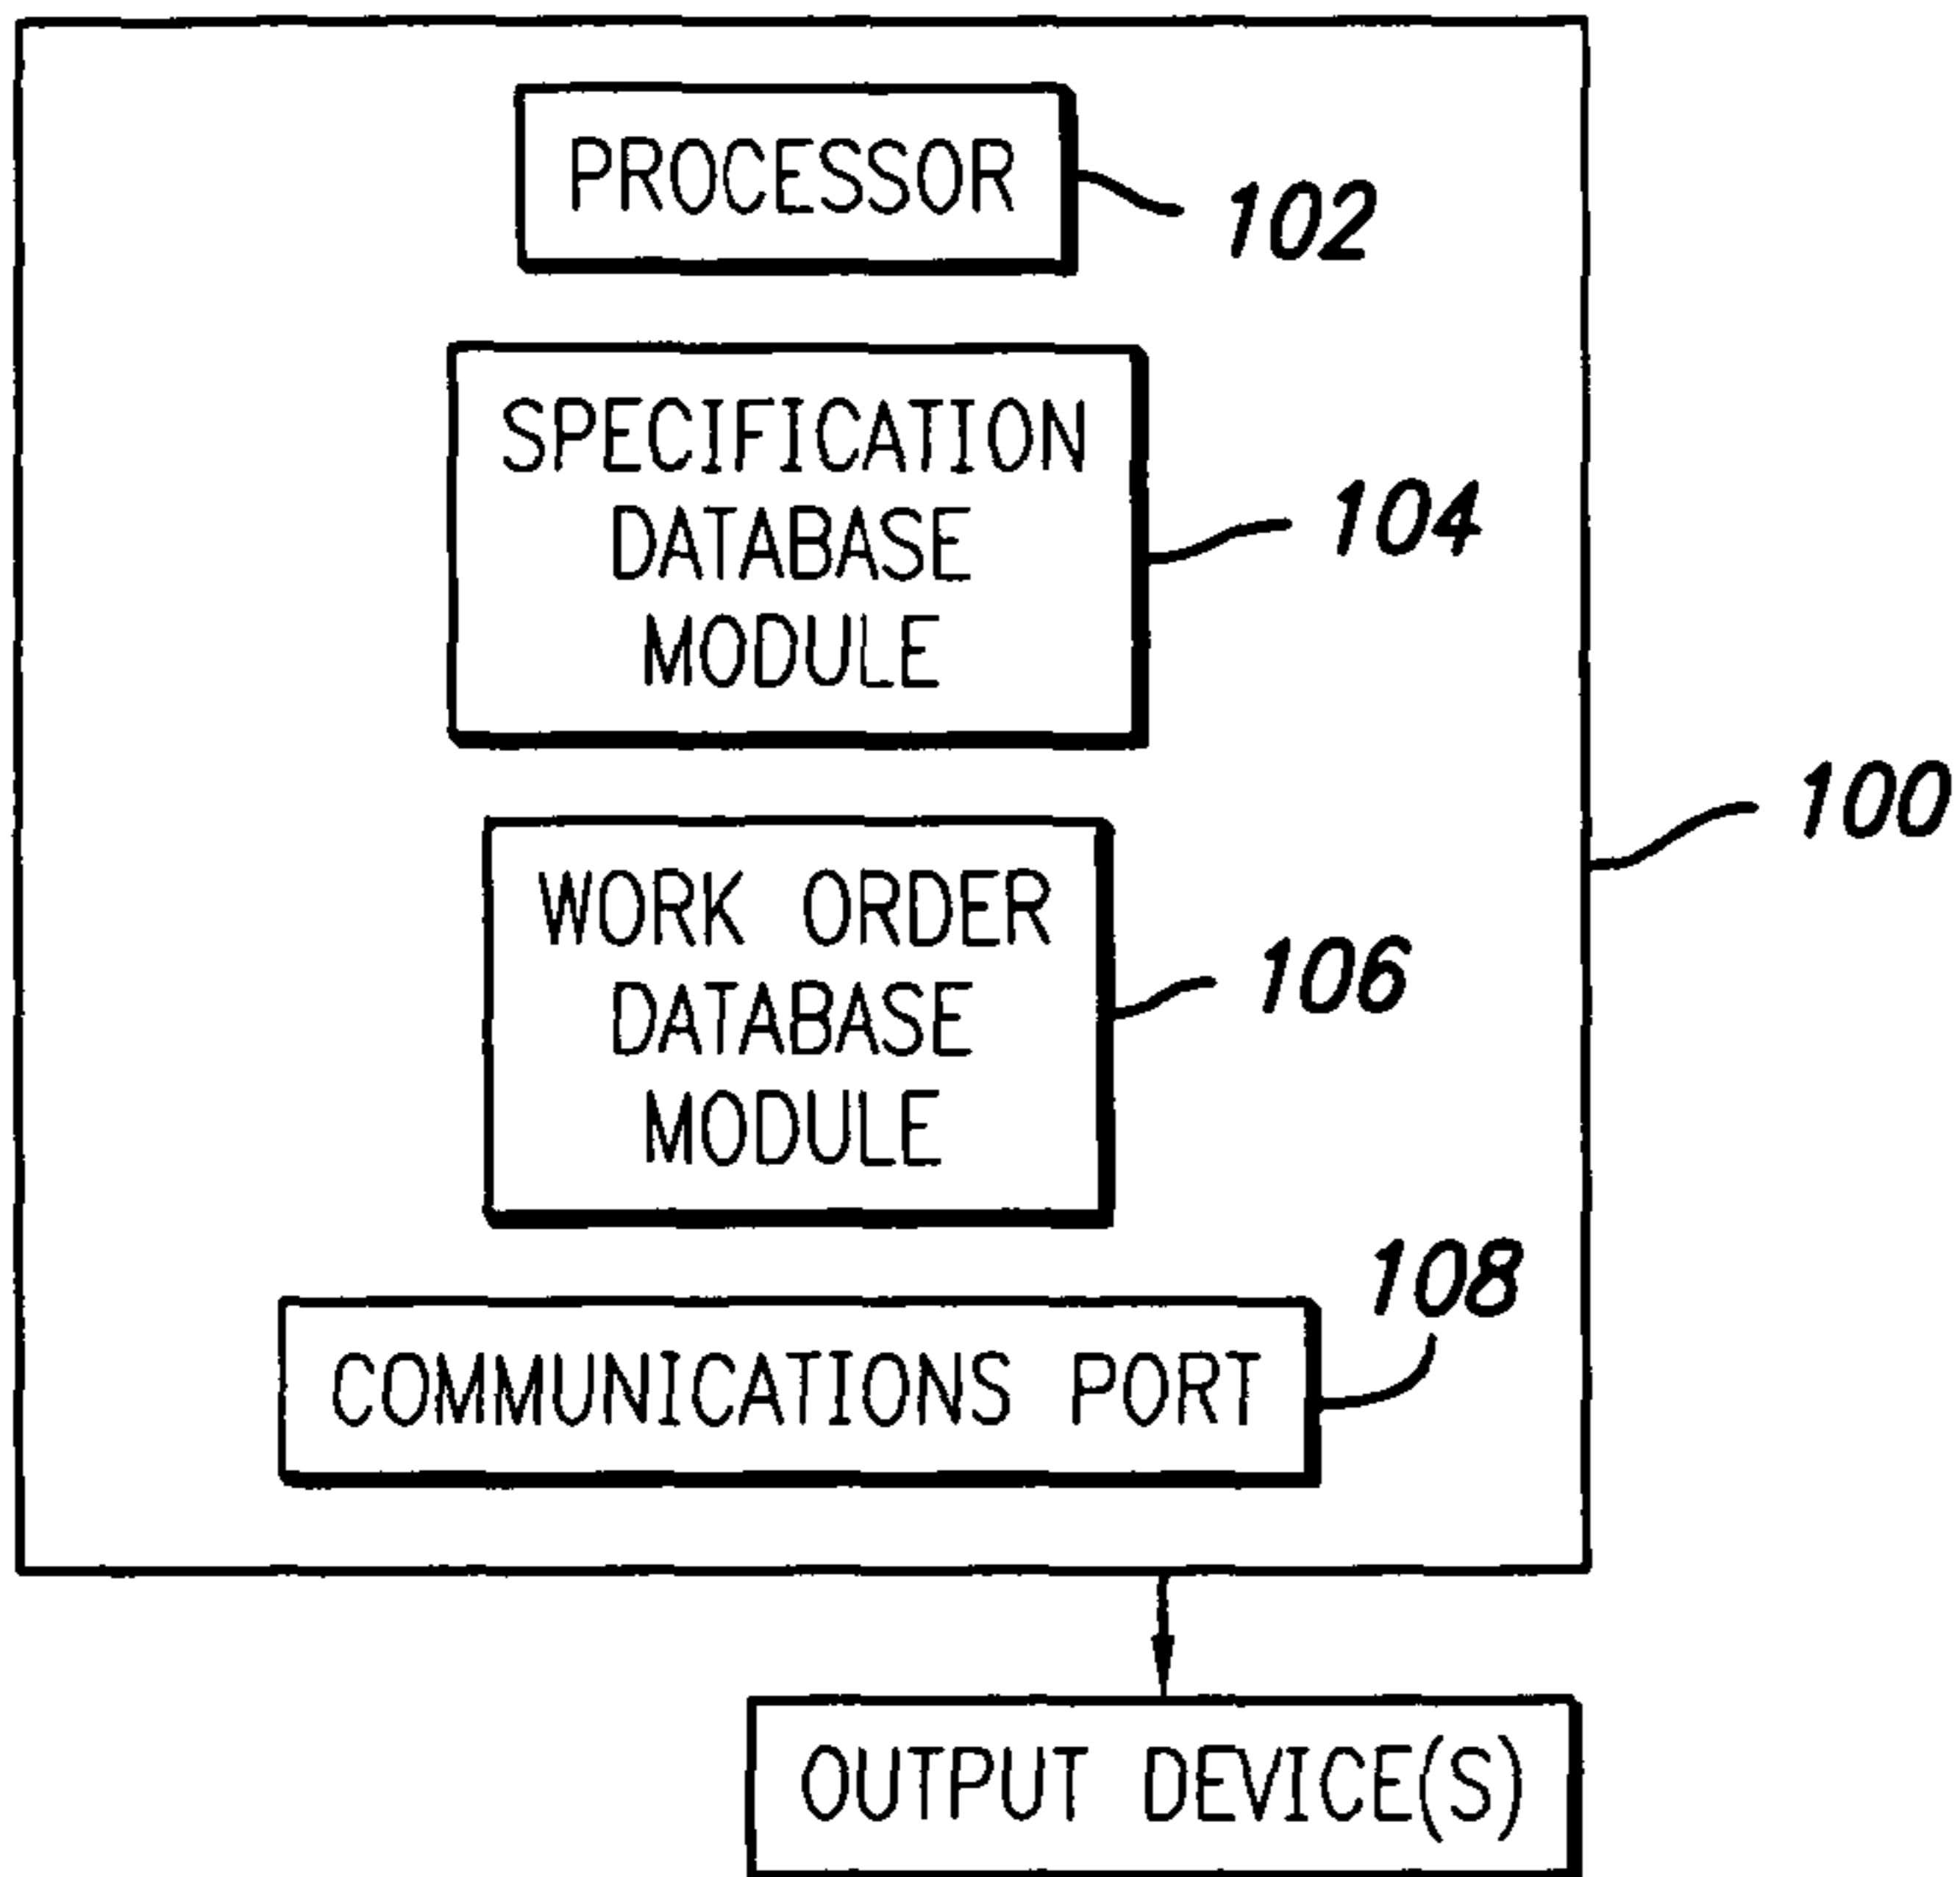 PROCESSOR
102
SPECIFICATION
DATABASE
MODULE
104
100
WORK ORDER
DATABASE
MODULE
106
108
COMMUNICATIONS PORT
OUTPUT DEVICE(S)